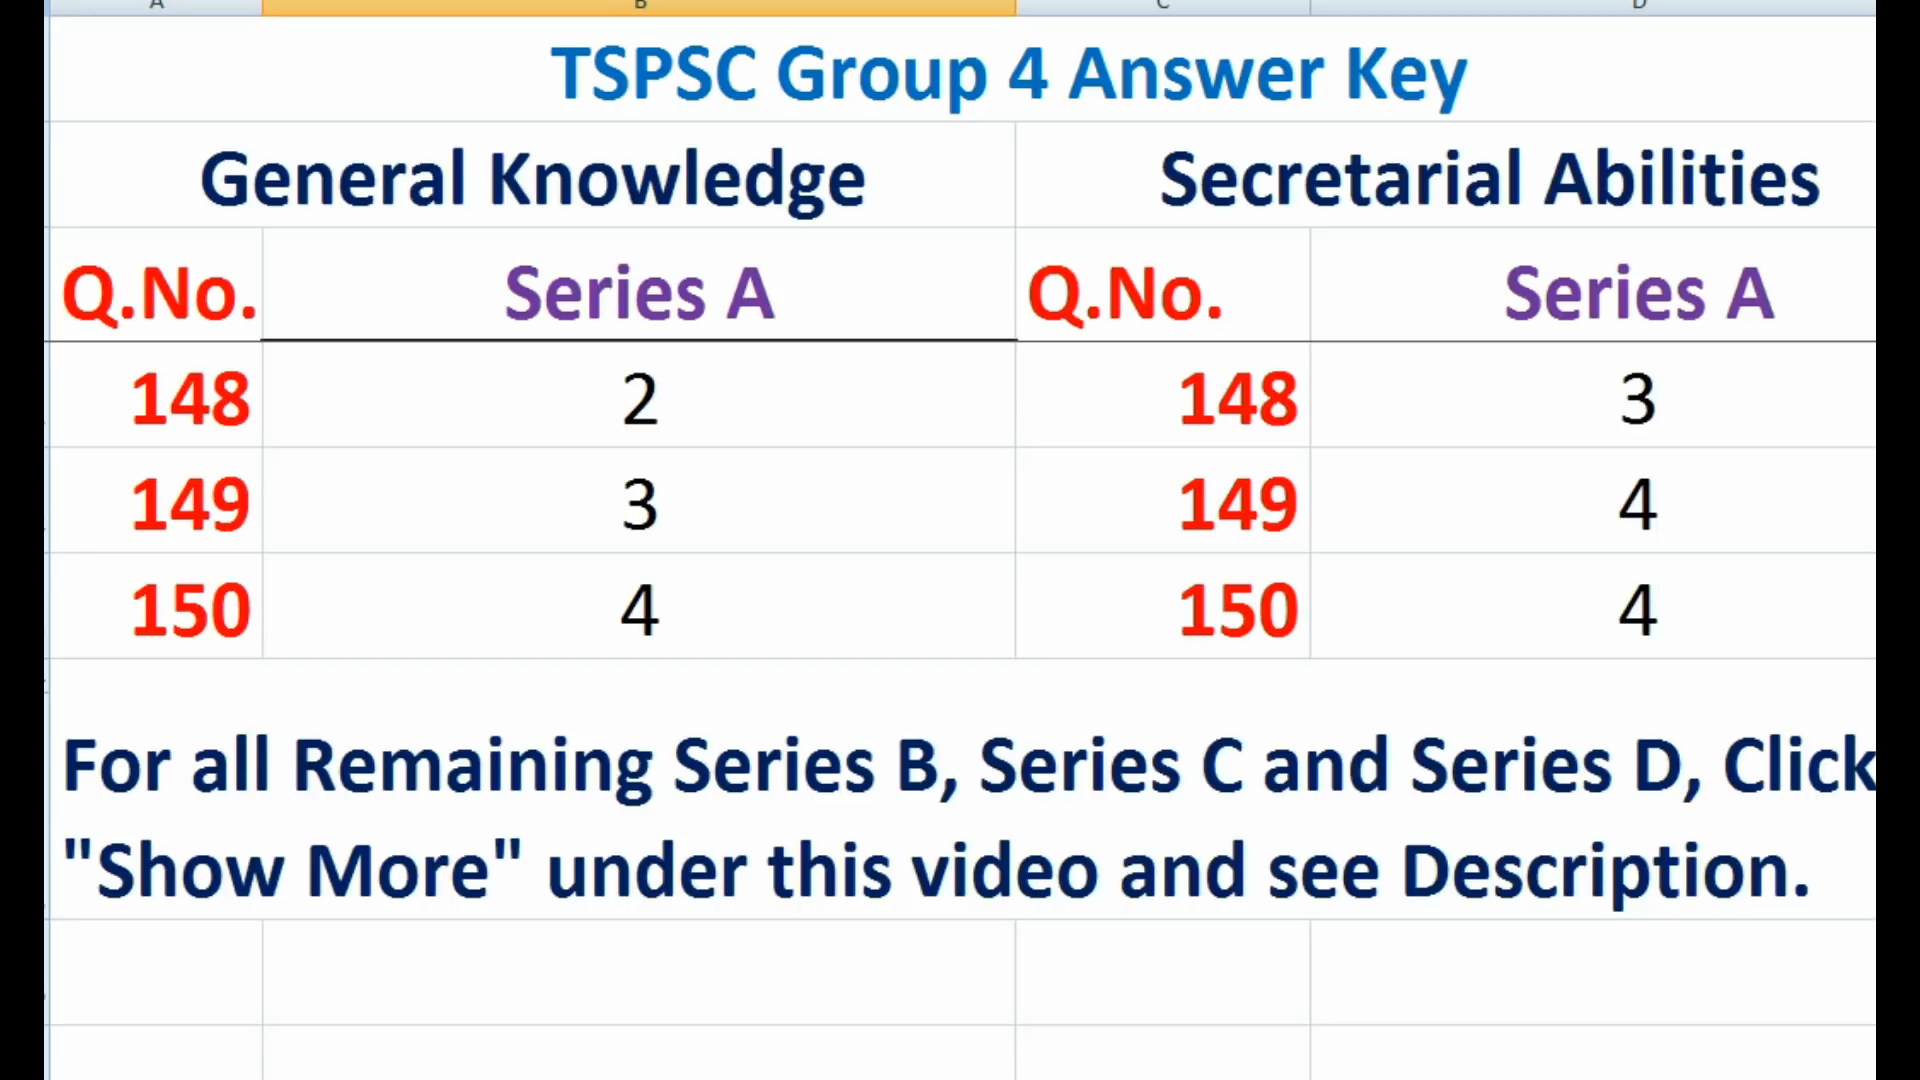 A B C D
TSPSC Group 4 Answer Key
General Knowledge Secretarial Abilities
Q.No. Series A Q.No. Series A
148 2 148 3
149 3 149 4
150 4 150 4
For all Remaining Series B, Series C and Series D, Click
"Show More" under this video and see Description.